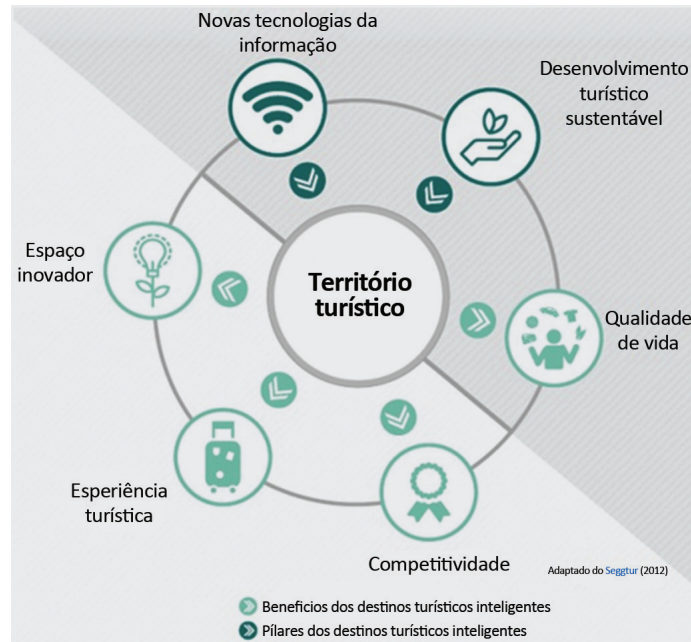 Novas tecnologias da
informação
Desenvolvimento
turístico
sustentável
Espaço
inovador
Território
turístico
Qualidade
de vida
Esperiência
turística
Competitividade
Adaptado do Seggtur (2012)
Beneficios dos destinos turísticos inteligentes
Pílares dos destinos turísticos inteligentes